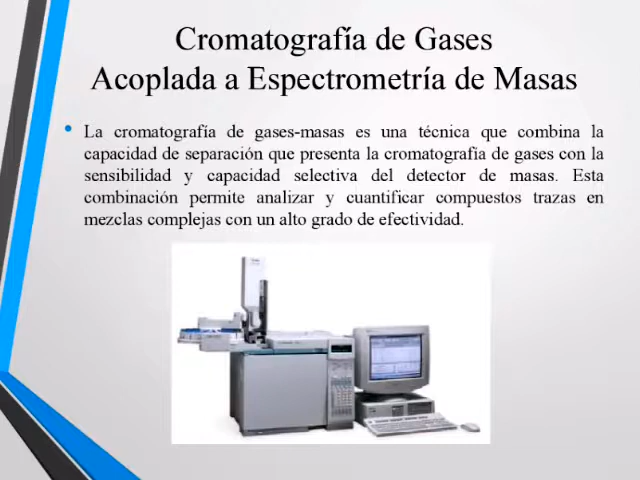 Cromatografía de Gases
Acoplada a Espectrometría de Masas
• La cromatografía de gases-masas es una técnica que combina la
capacidad de separación que presenta la cromatografía de gases con la
sensibilidad y capacidad selectiva del detector de masas. Esta
combinación permite analizar y cuantificar compuestos trazas en
mezclas complejas con un alto grado de efectividad.